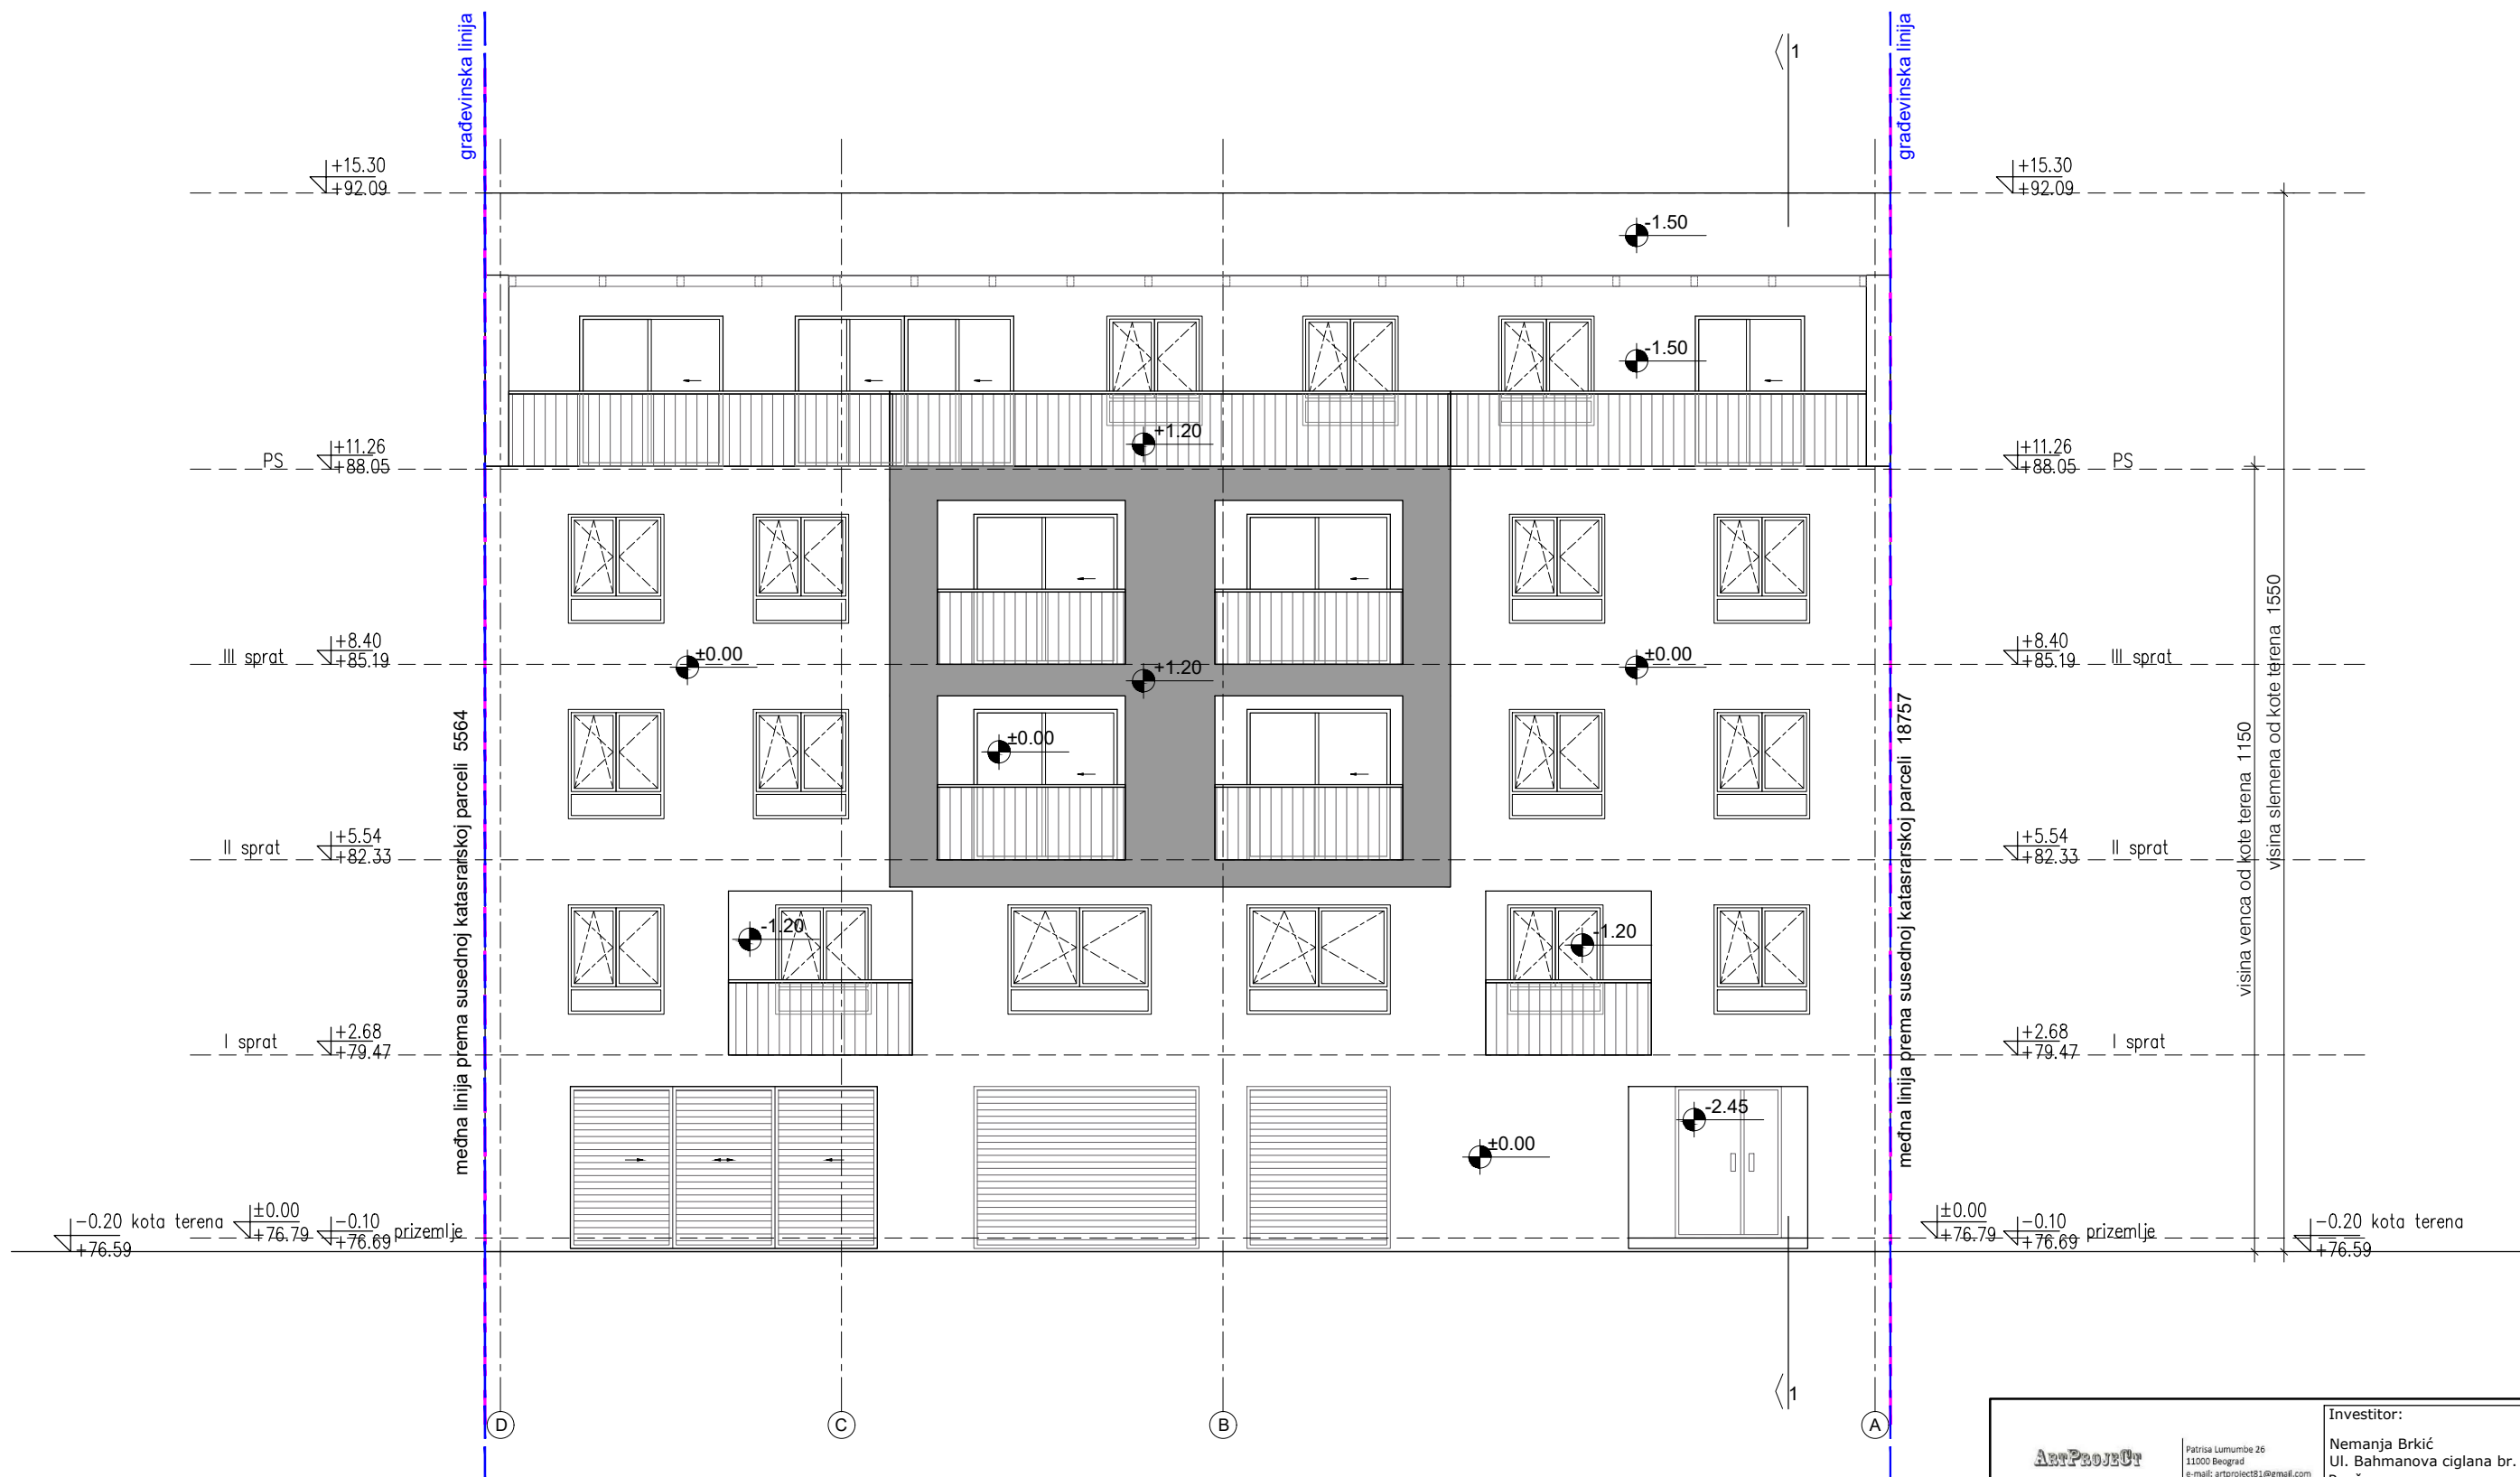 građevinska linija
građevinska linija
1
+15.30
+92.09
+15.30
+92.09
-1.50
-1.50
+1.20
PS
+11.26
+88.05
+11.26
+88.05
PS
III sprat
+8.40
+85.19
±0.00
+1.20
±0.00
+8.40
+85.19
III sprat
±0.00
II sprat
+5.54
+82.33
+5.54
+82.33
II sprat
-1.20
-1.20
I sprat
+2.68
+79.47
+2.68
+79.47
I sprat
međna linija prema susednoj katasrarskoj parceli 5564
međna linija prema susednoj katasrarskoj parceli 18757
visina venca od kote terena 1150
visina slemena od kote terena 1550
-2.45
±0.00
-0.20 kota terena
+76.59
±0.00
+76.79
-0.10
+76.69
prizemlje
±0.00
+76.79
-0.10
+76.69
prizemlje
-0.20 kota terena
+76.59
1
D
C
B
A
ArtProject
Patrisa Lumumbe 26
11000 Beograd
e-mail: artproject81@gmail.com
Investitor:
Nemanja Brkić
Ul. Bahmanova ciglana br.